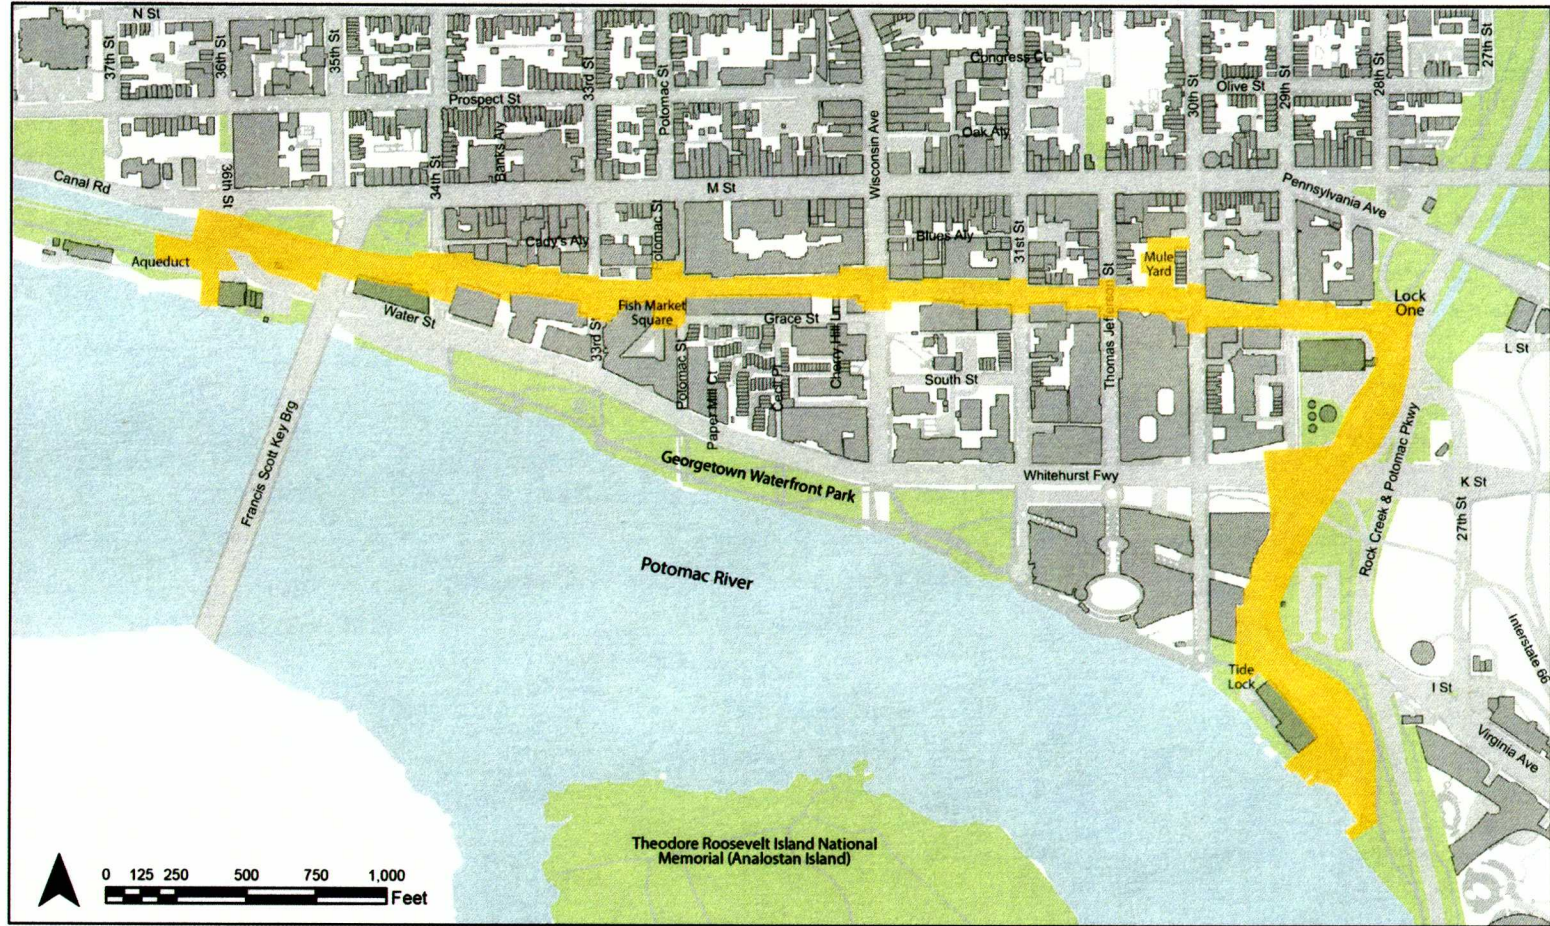 N St
37th St
36th St
35th St
33rd St
Potomac St
Congress Ct
30th St
Olive St
29th St
28th St
27th St
Prospect St
Banks Aly
Oak Aly
Wisconsin Ave
Canal Rd
36th St
34th St
M St
Pennsylvania Ave
Potomac St
Cady's Aly
Blues Aly
31st St
Aqueduct
Mule
Yard
Thomas Jefferson St
Lock
One
Fish Market
Square
Water St
33rd St
Grace St
Cherry Hill Ln
L St
Potomac St
Paper Mill Ct
Cecil Pl
South St
Francis Scott Key Brg
Georgetown Waterfront Park
Whitehurst Fwy
Rock Creek & Potomac Pkwy
K St
27th St
Potomac River
Interstate 66
Tide
Lock
I St
Virginia Ave
Theodore Roosevelt Island National
Memorial (Analostan Island)
0 125 250 500 750 1,000
Feet